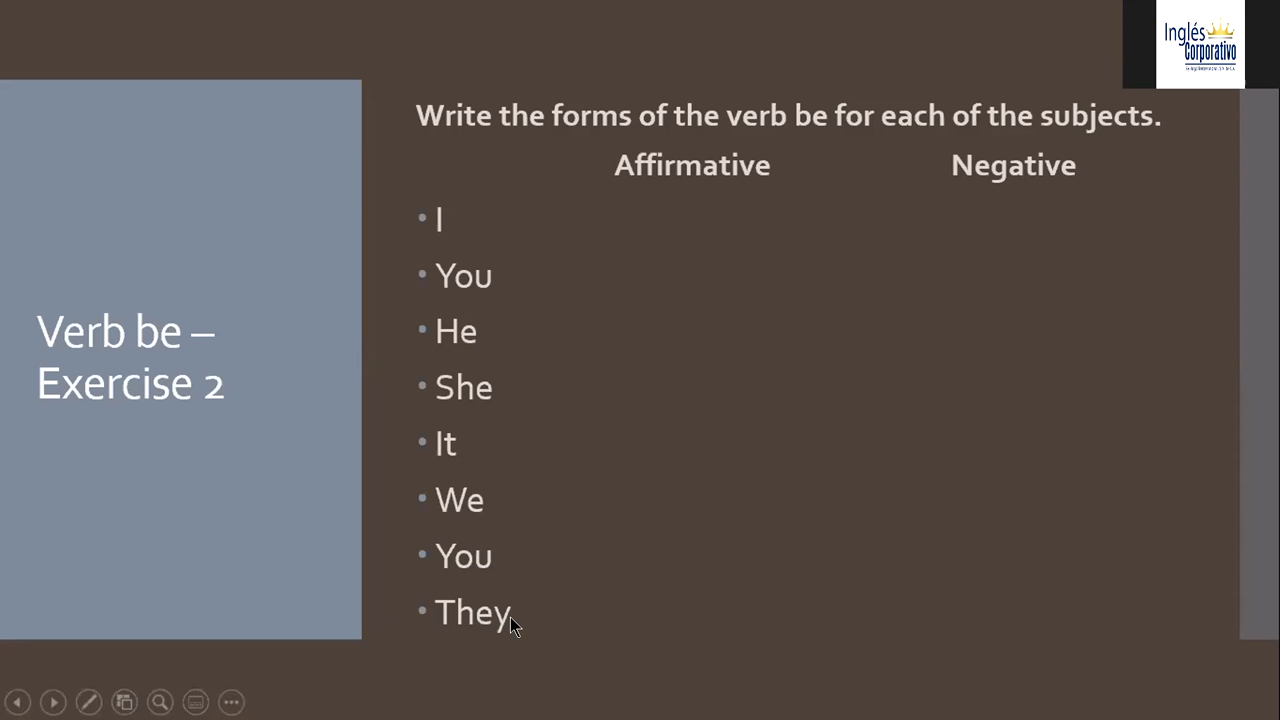 Inglés
Corporativo
Write the forms of the verb be for each of the subjects.
Affirmative Negative
• I
• You
• He
• She
• It
• We
• You
• They
Verb be –
Exercise 2